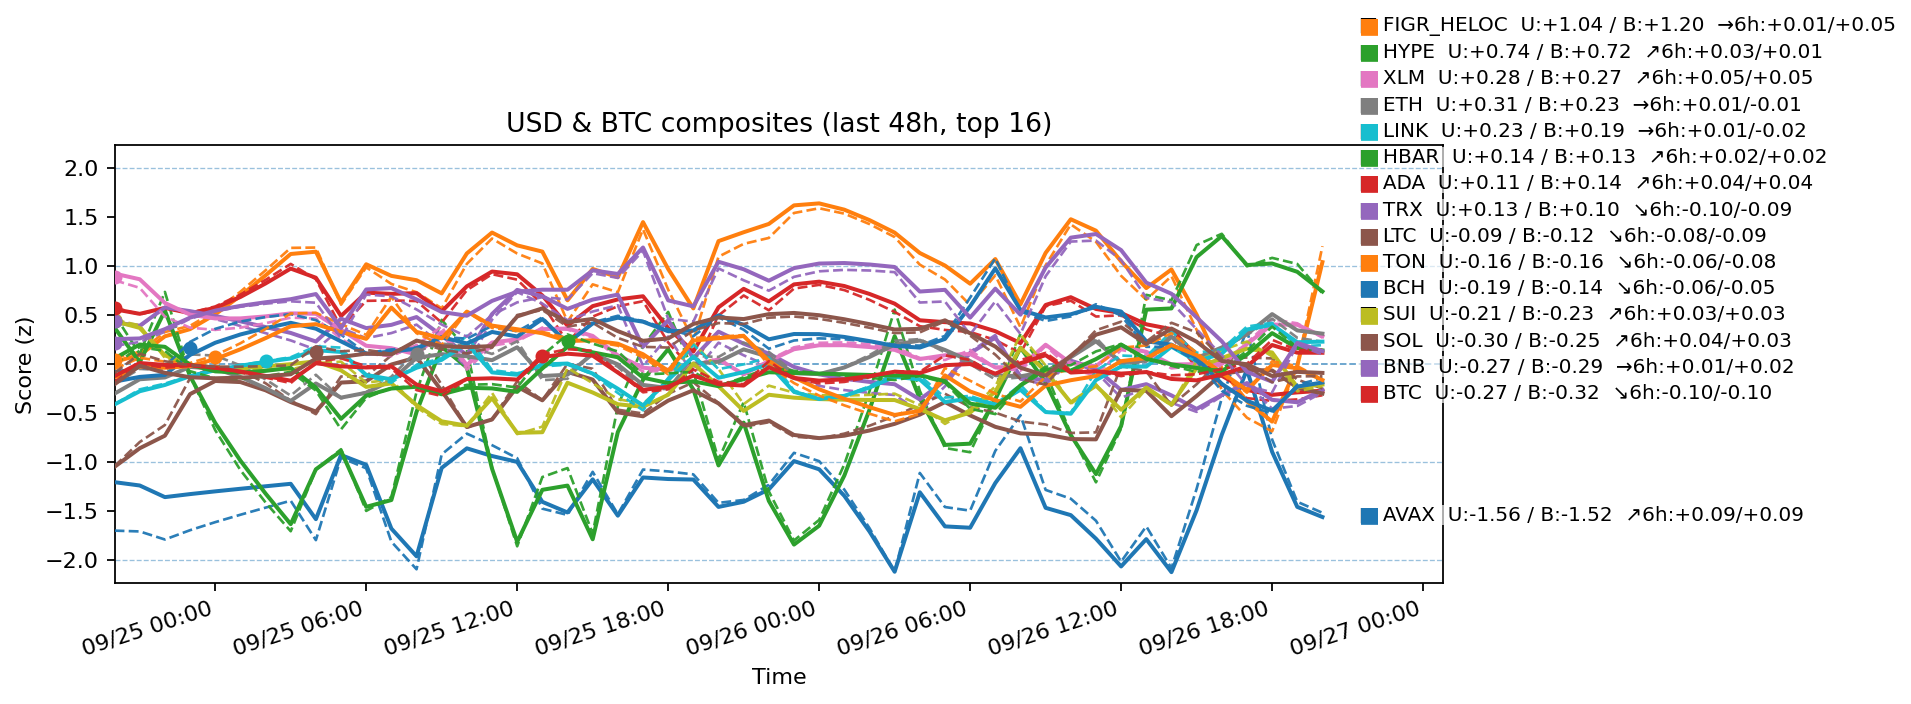 FIGR_HELOC U:+1.04 / B:+1.20 →6h:+0.01/+0.05
HYPE U:+0.74 / B:+0.72 ↗6h:+0.03/+0.01
XLM U:+0.28 / B:+0.27 ↗6h:+0.05/+0.05
ETH U:+0.31 / B:+0.23 →6h:+0.01/-0.01
USD & BTC composites (last 48h, top 16)
LINK U:+0.23 / B:+0.19 →6h:+0.01/-0.02
HBAR U:+0.14 / B:+0.13 ↗6h:+0.02/+0.02
ADA U:+0.11 / B:+0.14 ↗6h:+0.04/+0.04
TRX U:+0.13 / B:+0.10 ↘6h:-0.10/-0.09
LTC U:-0.09 / B:-0.12 ↘6h:-0.08/-0.09
TON U:-0.16 / B:-0.16 ↘6h:-0.06/-0.08
BCH U:-0.19 / B:-0.14 ↘6h:-0.06/-0.05
SUI U:-0.21 / B:-0.23 ↗6h:+0.03/+0.03
SOL U:-0.30 / B:-0.25 ↗6h:+0.04/+0.03
BNB U:-0.27 / B:-0.29 →6h:+0.01/+0.02
BTC U:-0.27 / B:-0.32 ↘6h:-0.10/-0.10
AVAX U:-1.56 / B:-1.52 ↗6h:+0.09/+0.09
Score (z)
2.0
1.5
1.0
0.5
0.0
−0.5
−1.0
−1.5
−2.0
09/25 00:00
09/25 06:00
09/25 12:00
09/25 18:00
09/26 00:00
09/26 06:00
09/26 12:00
09/26 18:00
09/27 00:00
Time